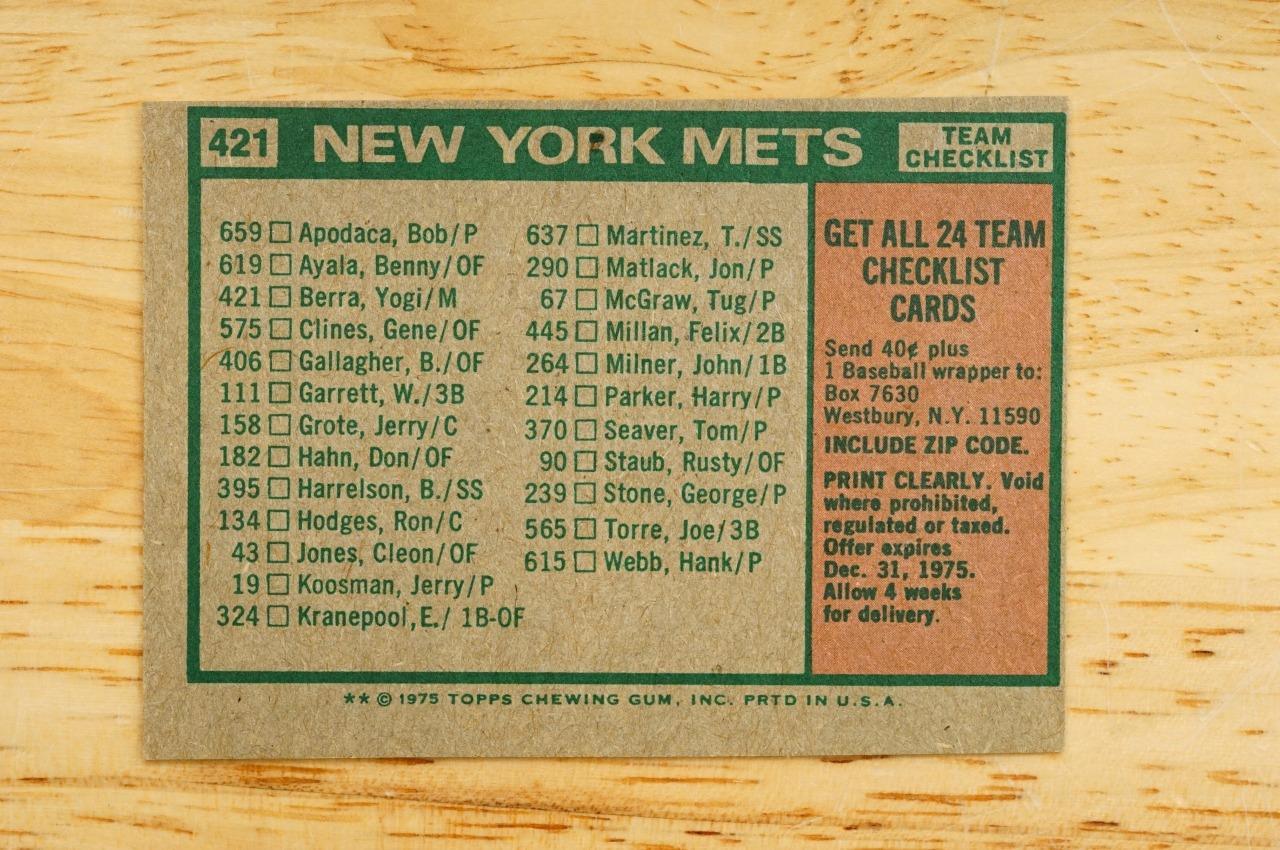 421 NEW YORK METS TEAM CHECKLIST
659 □ Apodaca, Bob/P
619 □ Ayala, Benny/OF
421 □ Berra, Yogi/M
575 □ Clines, Gene/OF
406 □ Gallagher, B./OF
111 □ Garrett, W./3B
158 □ Grote, Jerry/C
182 □ Hahn, Don/OF
395 □ Harrelson, B./SS
134 □ Hodges, Ron/C
43 □ Jones, Cleon/OF
19 □ Koosman, Jerry/P
324 □ Kranepool, E./ 1B-OF
637 □ Martinez, T./SS
290 □ Matlack, Jon/P
67 □ McGraw, Tug/P
445 □ Millan, Felix/2B
264 □ Milner, John/1B
214 □ Parker, Harry/P
370 □ Seaver, Tom/P
90 □ Staub, Rusty/OF
239 □ Stone, George/P
565 □ Torre, Joe/3B
615 □ Webb, Hank/P
GET ALL 24 TEAM
CHECKLIST
CARDS
Send 40¢ plus
1 Baseball wrapper to:
Box 7630
Westbury, N.Y. 11590
INCLUDE ZIP CODE.
PRINT CLEARLY. Void
where prohibited,
regulated or taxed.
Offer expires
Dec. 31, 1975.
Allow 4 weeks
for delivery.
** © 1975 TOPPS CHEWING GUM, INC. PRTD IN U.S.A.